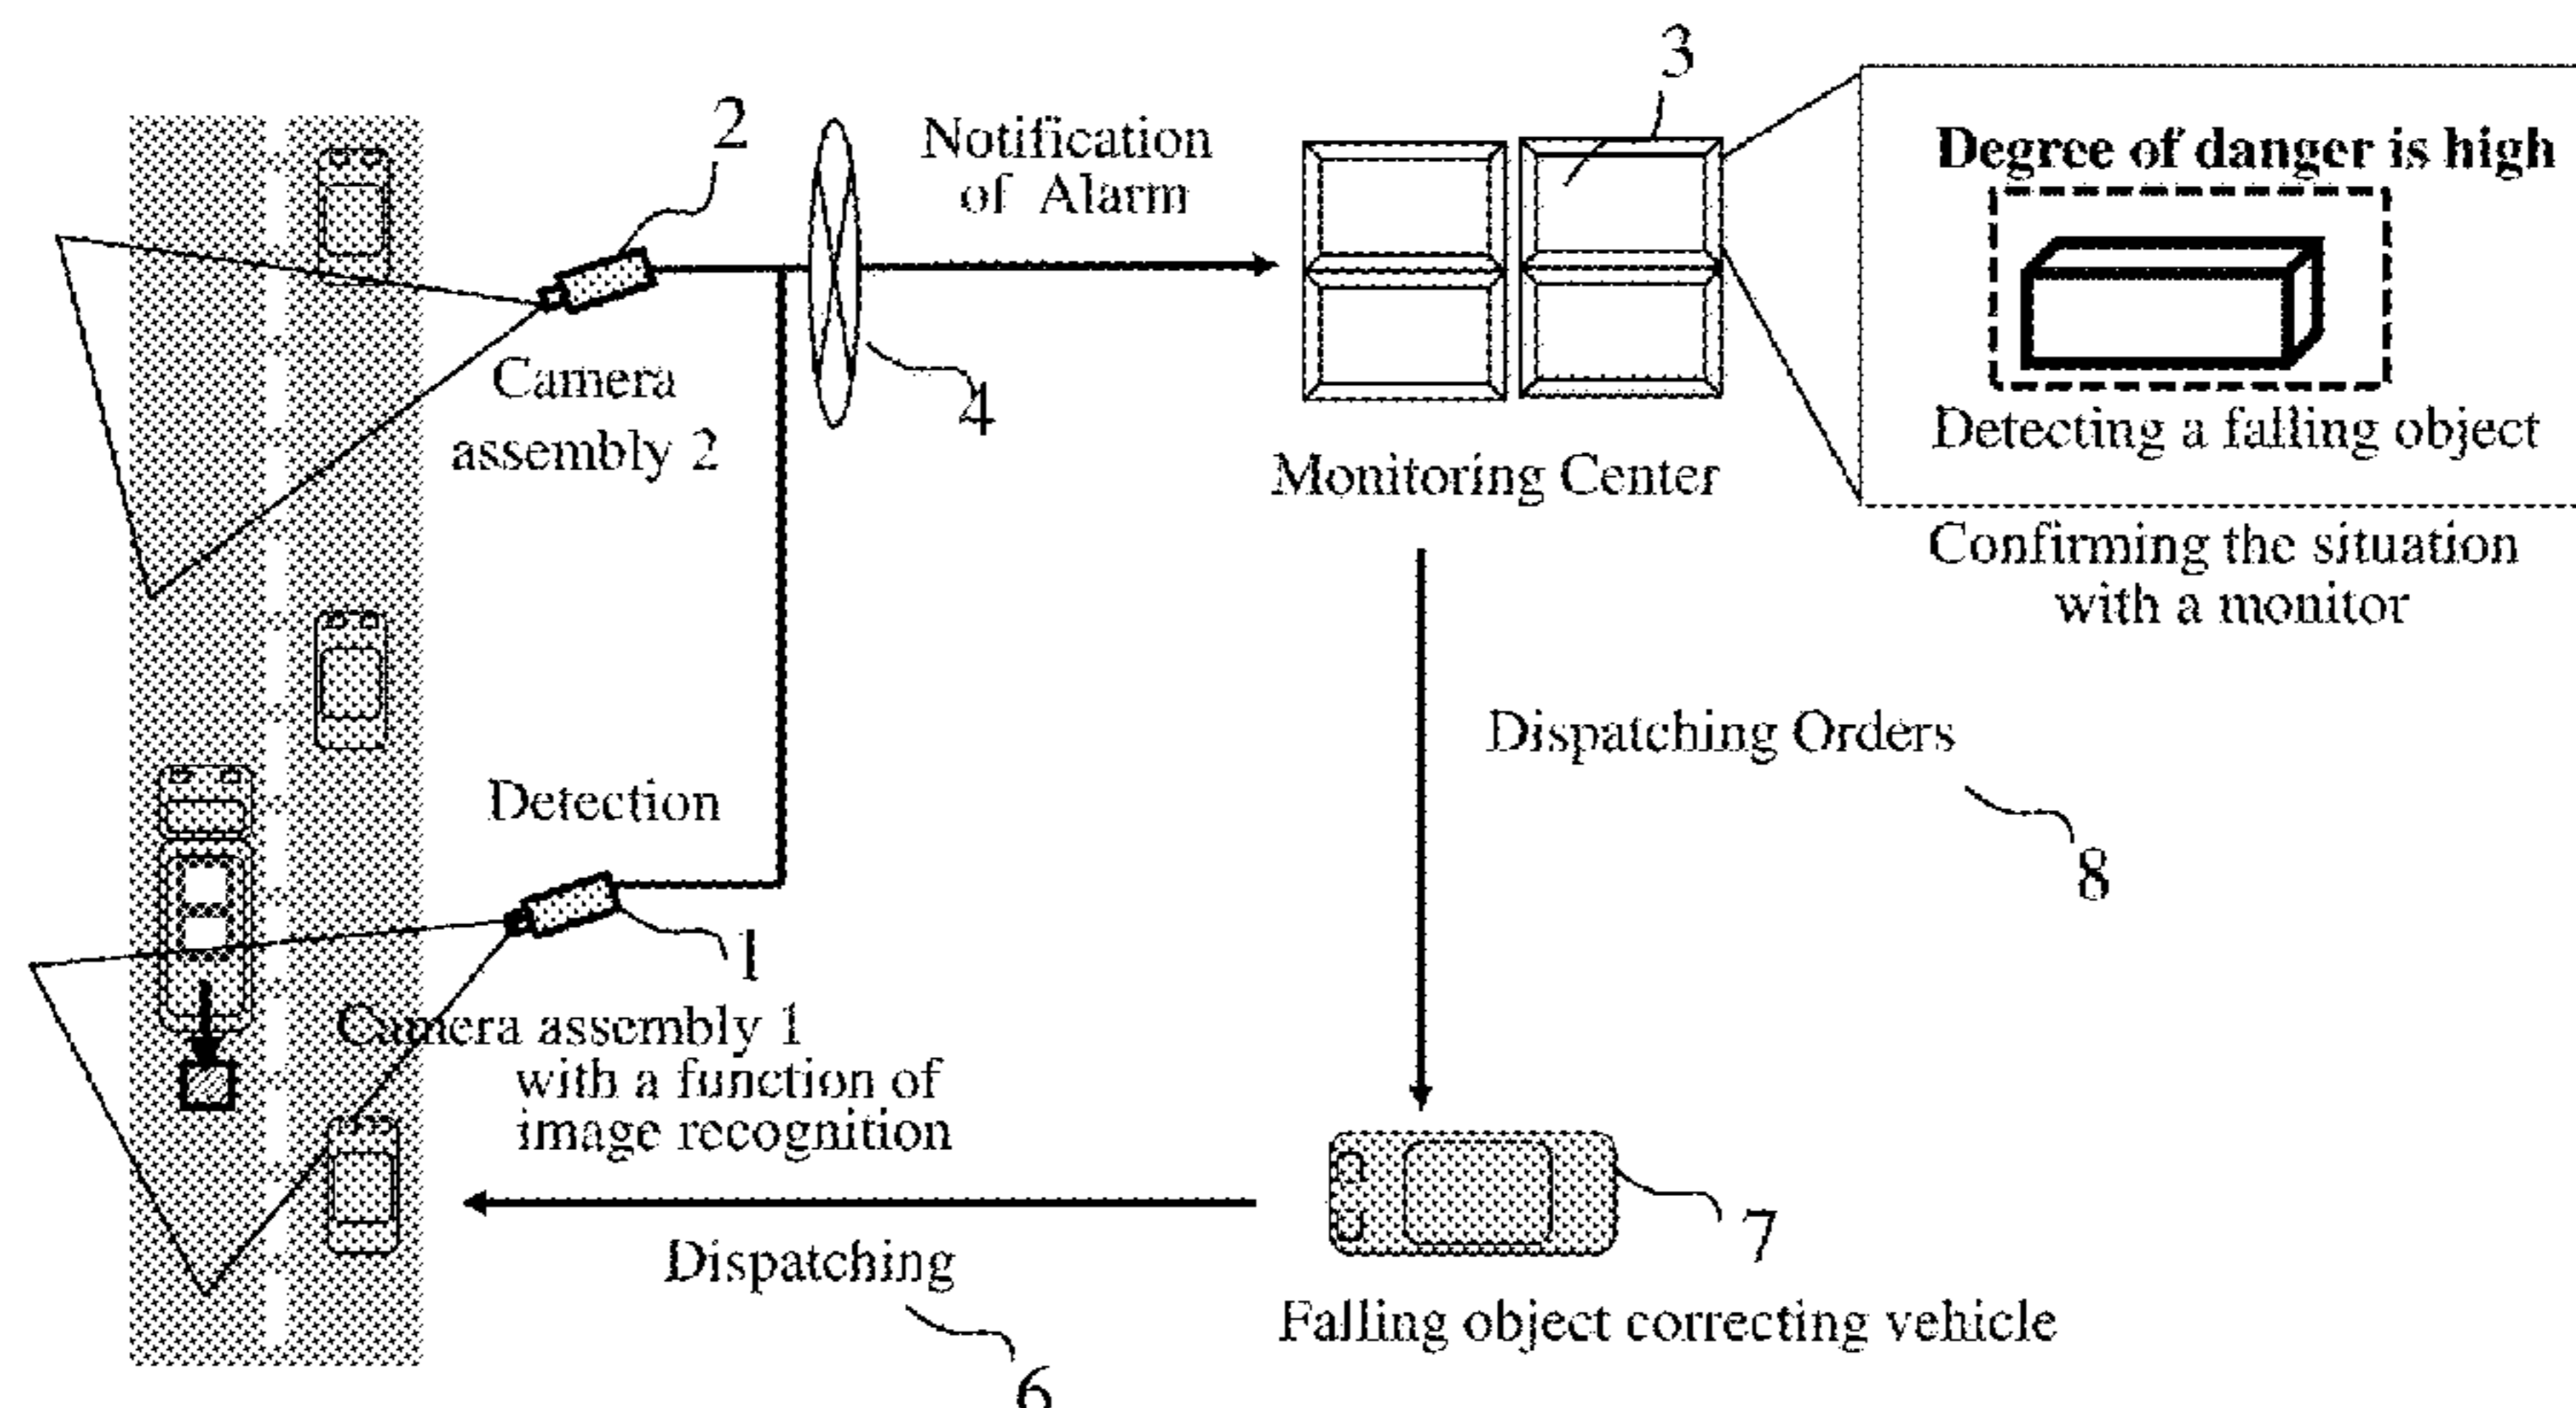 2
Notification
of Alarm
3
Degree of danger is high
Camera
assembly 2
4
Monitoring Center
Detecting a falling object
Confirming the situation
with a monitor
Detection
Dispatching Orders
8
1
Camera assembly 1
with a function of
image recognition
7
Dispatching
Falling object correcting vehicle
6